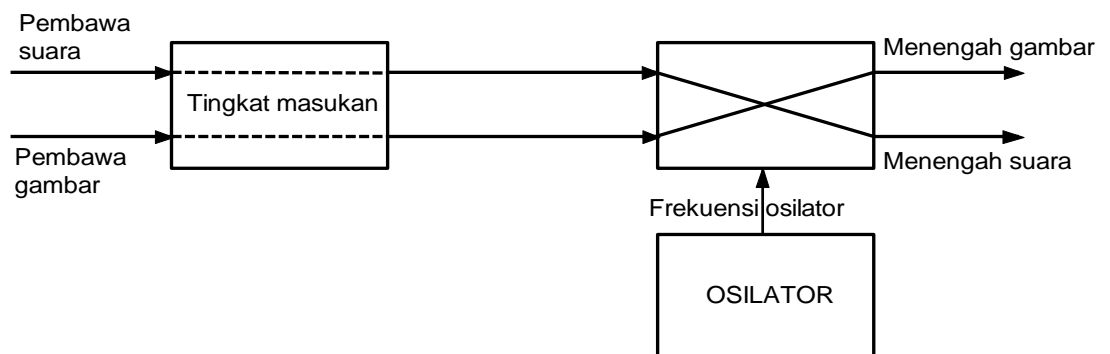 Pembawa
suara
Menengah gambar
Tingkat masukan
Pembawa
gambar
Menengah suara
Frekuensi osilator
OSILATOR